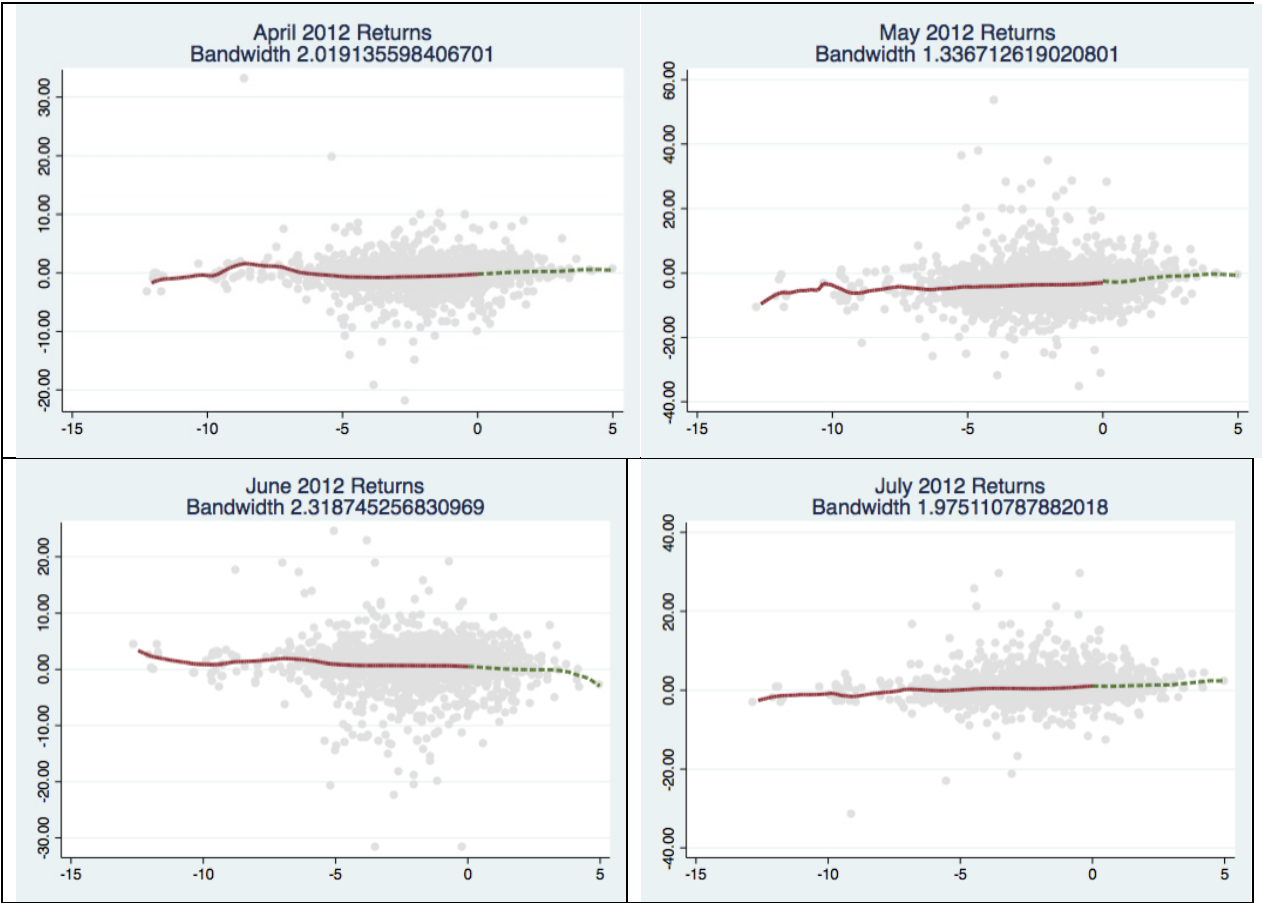 April 2012 Returns
Bandwidth 2.019135598406701
30.00
20.00
10.00
0.00
-10.00
-20.00
-15 -10 -5 0 5
May 2012 Returns
Bandwidth 1.336712619020801
60.00
40.00
20.00
0.00
-20.00
-40.00
-15 -10 -5 0 5
June 2012 Returns
Bandwidth 2.318745256830969
20.00
10.00
0.00
-10.00
-20.00
-30.00
-15 -10 -5 0 5
July 2012 Returns
Bandwidth 1.975110787882018
40.00
20.00
0.00
-20.00
-40.00
-15 -10 -5 0 5